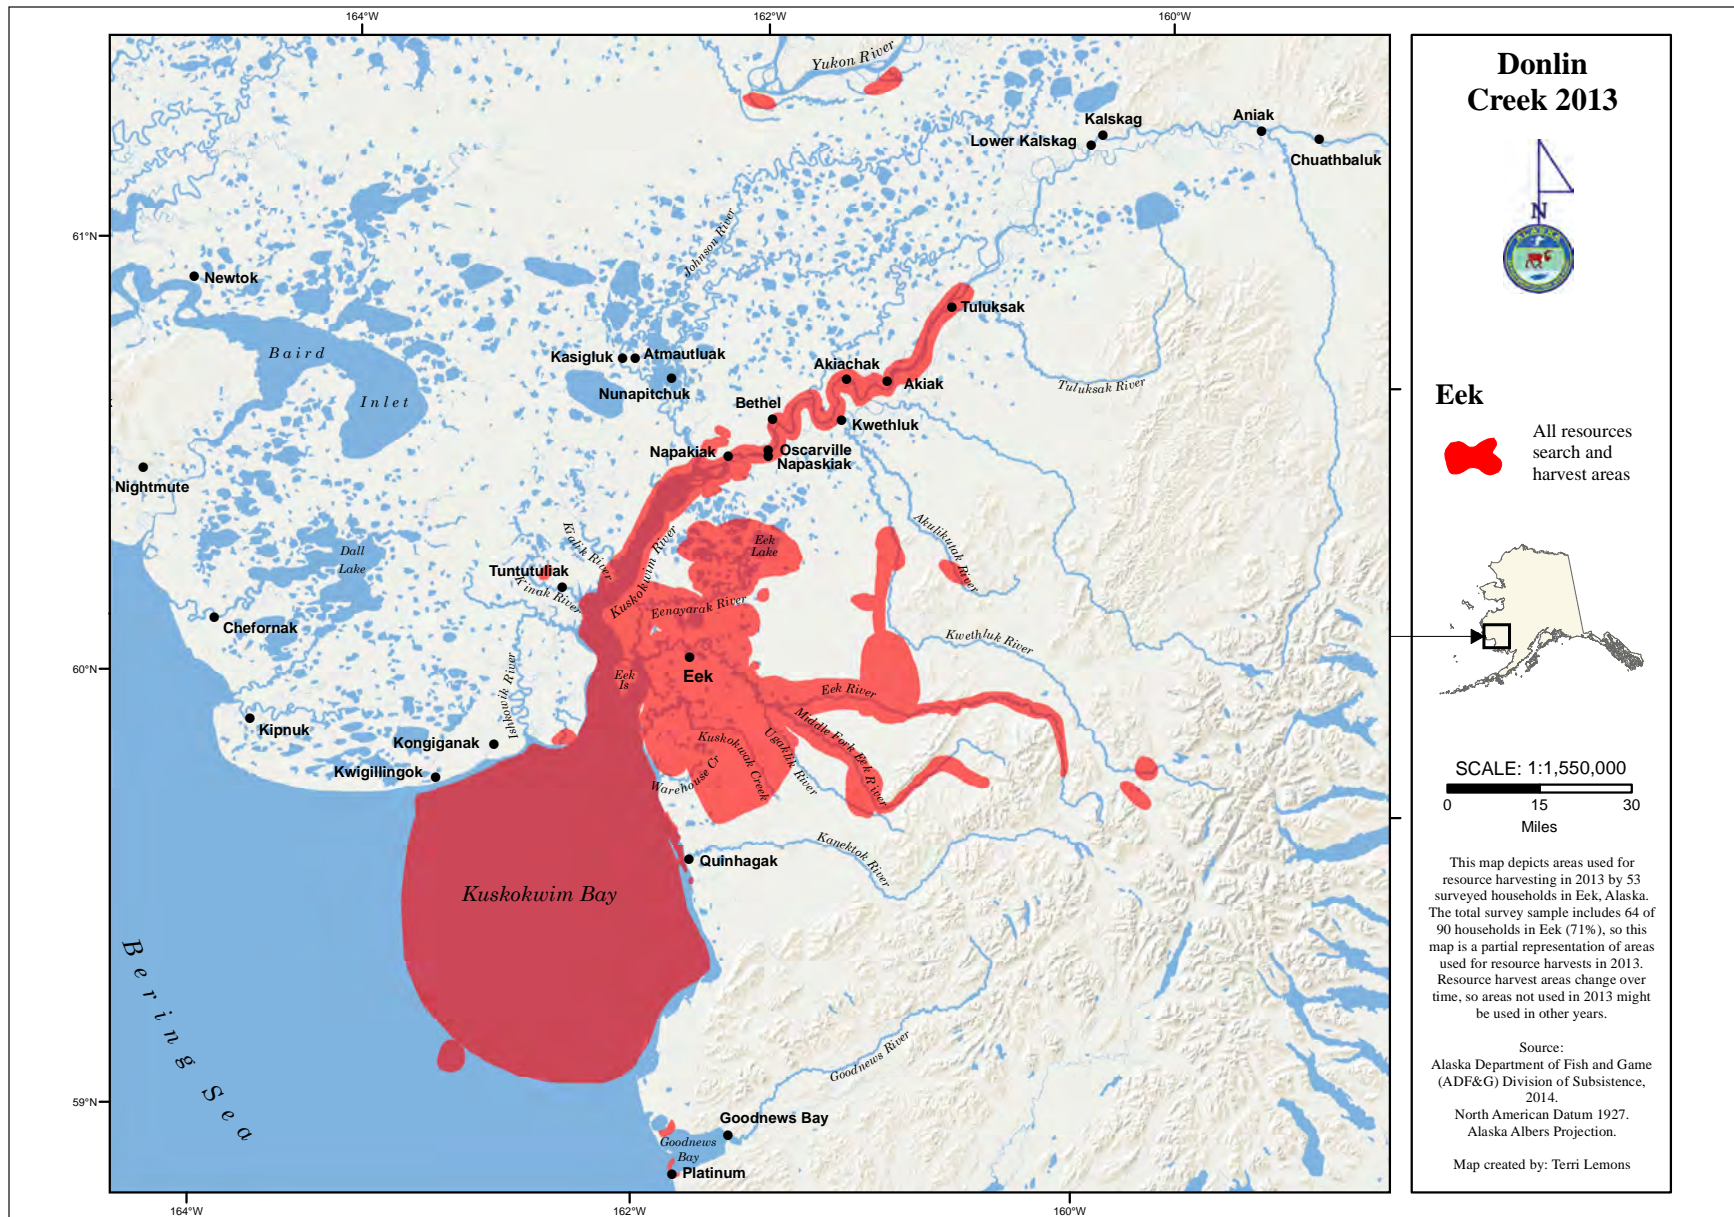 164°W
162°W
160°W
Yukon River
Kalskag
Aniak
Lower Kalskag
Chuathbaluk
61°N
Johnson River
Newtok
Tuluksak
Baird
Inlet
Kasigluk
Atmautluak
Nunapitchuk
Akiachak
Akiak
Tuluksak River
Bethel
Kwethluk
Napakiak
Oscarville
Napaskiak
Nightmute
Akulikutak River
Kialik River
Kuskokwim River
Eek
Lake
Dall
Lake
Tuntutuliak
Kinak River
Eenayarak River
Chefornak
Kwethluk River
60°N
Eek
Eek
Is
Eek River
Ishkowik River
Middle Fork Eek River
Kipnuk
Kongiganak
Kuskokwak Creek
Ugaklik River
Kwigillingok
Warehouse Cr
Kanektok River
Quinhagak
Kuskokwim Bay
Bering Sea
Goodnews River
59°N
Goodnews Bay
Goodnews
Bay
Platinum
164°W
162°W
160°W
Donlin
Creek 2013
N
ALASKA
Eek
All resources
search and
harvest areas
SCALE: 1:1,550,000
0 15 30
Miles
This map depicts areas used for
resource harvesting in 2013 by 53
surveyed households in Eek, Alaska.
The total survey sample includes 64 of
90 households in Eek (71%), so this
map is a partial representation of areas
used for resource harvests in 2013.
Resource harvest areas change over
time, so areas not used in 2013 might
be used in other years.
Source:
Alaska Department of Fish and Game
(ADF&G) Division of Subsistence,
2014.
North American Datum 1927.
Alaska Albers Projection.
Map created by: Terri Lemons